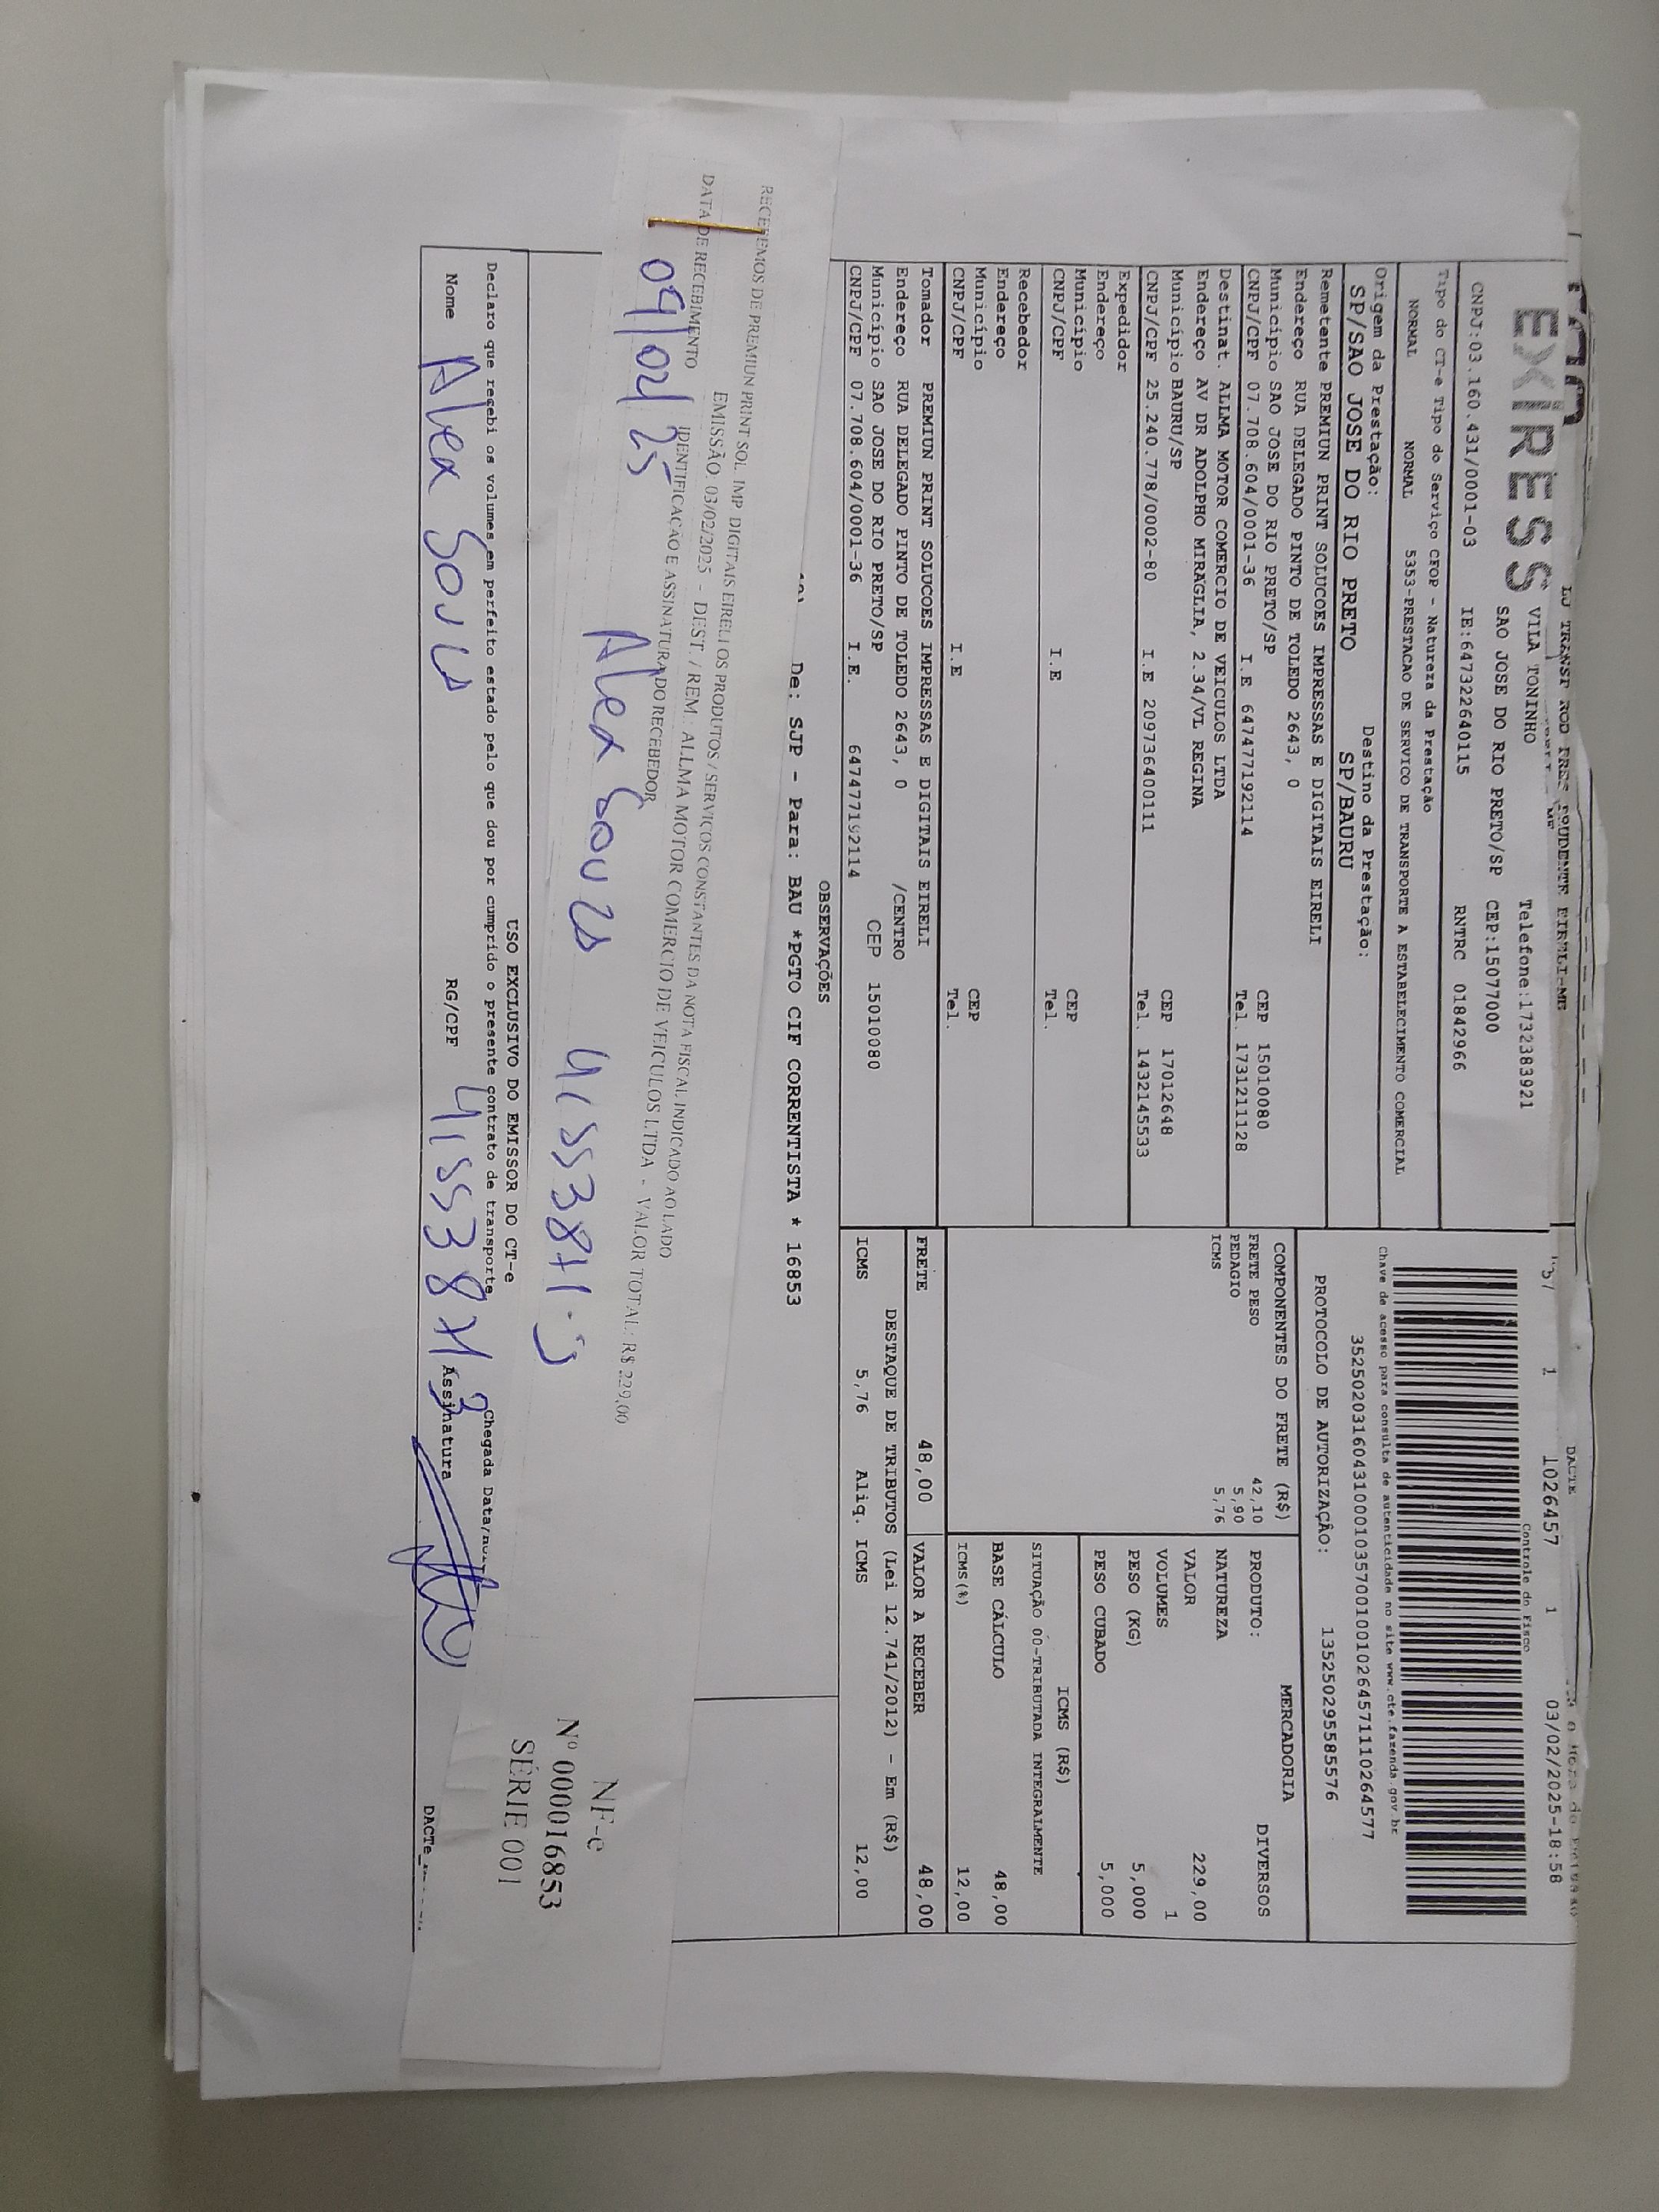 LJ TRANSP ROD PRES PRUDENTE EIRELI-ME
EXPRESS
VILA TONINHO Telefone:1732383921
SAO JOSE DO RIO PRETO/SP CEP:15077000
CNPJ:03.160.431/0001-03 IE:647322640115 RNTRC 01842966
Tipo do CT-e Tipo do Serviço CFOP - Natureza da Prestação
NORMAL NORMAL 5353-PRESTACAO DE SERVICO DE TRANSPORTE A ESTABELECIMENTO COMERCIAL
Origem da Prestação: Destino da Prestação:
SP/SAO JOSE DO RIO PRETO SP/BAURU
DACTE
1 1026457 1 03/02/2025-18:58
Controle do Fisco
Chave de acesso para consulta de autenticidade no site www.cte.fazenda.gov.br
35250203160431000103570010010264571110264577
PROTOCOLO DE AUTORIZAÇÃO: 135250295585576
Remetente PREMIUN PRINT SOLUCOES IMPRESSAS E DIGITAIS EIRELI
Endereço RUA DELEGADO PINTO DE TOLEDO 2643, 0
Município SAO JOSE DO RIO PRETO/SP CEP 15010080
CNPJ/CPF 07.708.604/0001-36 I.E 647477192114 Tel. 1731211128
Destinat. ALLMA MOTOR COMERCIO DE VEICULOS LTDA
Endereço AV DR ADOLPHO MIRAGLIA, 2.34/VL REGINA
Município BAURU/SP CEP 17012648
CNPJ/CPF 25.240.778/0002-80 I.E 209736400111 Tel. 1432145533
Expedidor
Endereço
Município CEP
CNPJ/CPF I.E Tel.
Recebedor
Endereço
Município CEP
CNPJ/CPF I.E Tel.
Tomador PREMIUN PRINT SOLUCOES IMPRESSAS E DIGITAIS EIRELI
Endereço RUA DELEGADO PINTO DE TOLEDO 2643, 0 /CENTRO
Município SAO JOSE DO RIO PRETO/SP CEP 15010080
CNPJ/CPF 07.708.604/0001-36 I.E. 647477192114
COMPONENTES DO FRETE (R$)
FRETE PESO 42,10
PEDAGIO 5,90
ICMS 5,76
MERCADORIA
PRODUTO: DIVERSOS
NATUREZA
VALOR 229,00
VOLUMES 1
PESO (KG) 5,000
PESO CUBADO 5,000
ICMS (R$)
SITUAÇÃO 00-TRIBUTADA INTEGRALMENTE
BASE CÁLCULO 48,00
ICMS(%) 12,00
FRETE 48,00 VALOR A RECEBER 48,00
DESTAQUE DE TRIBUTOS (Lei 12.741/2012) - Em (R$)
ICMS 5,76 Aliq. ICMS 12,00
OBSERVAÇÕES
De: SJP - Para: BAU *PGTO CIF CORRENTISTA * 16853
RECEBEMOS DE PREMIUN PRINT SOL. IMP DIGITAIS EIRELI OS PRODUTOS / SERVIÇOS CONSTANTES DA NOTA FISCAL INDICADO AO LADO
EMISSÃO: 03/02/2025 - DEST. / REM.: ALLMA MOTOR COMERCIO DE VEICULOS LTDA - VALOR TOTAL: R$ 229,00
DATA DE RECEBIMENTO IDENTIFICAÇÃO E ASSINATURA DO RECEBEDOR
Alex Souza
NF-e
Nº 000016853
SÉRIE 001
USO EXCLUSIVO DO EMISSOR DO CT-e
Declaro que recebi os volumes em perfeito estado pelo que dou por cumprido o presente contrato de transporte Chegada
Nome Alex Souza RG/CPF Assinatura